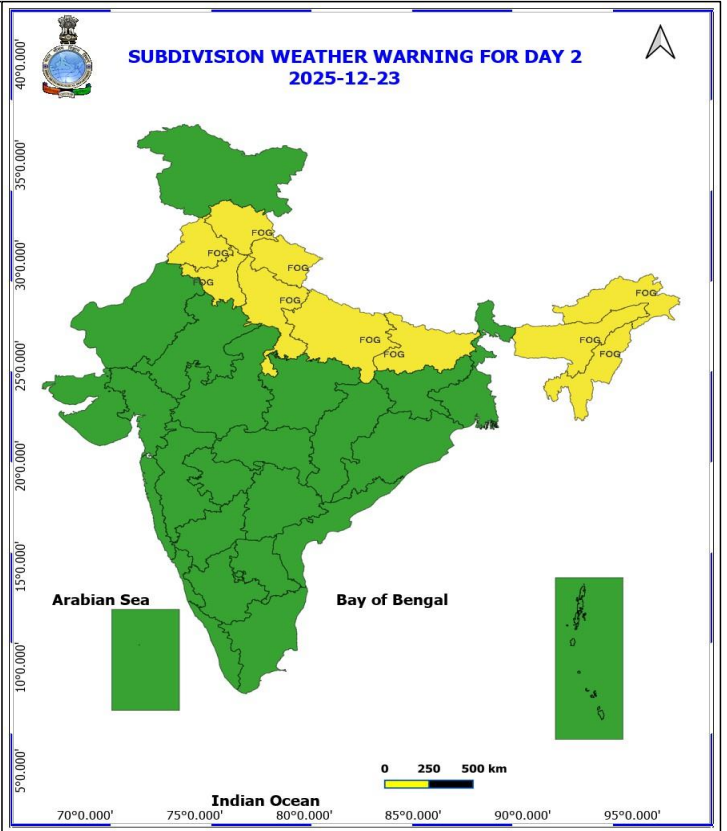 SUBDIVISION WEATHER WARNING FOR DAY 2
2025-12-23
40°0.000'
35°0.000'
30°0.000'
25°0.000'
20°0.000'
15°0.000'
10°0.000'
5°0.000'
FOG
FOG
FOG
FOG
FOG
FOG
FOG
FOG
FOG
FOG
Arabian Sea
Bay of Bengal
0 250 500 km
Indian Ocean
70°0.000' 75°0.000' 80°0.000' 85°0.000' 90°0.000' 95°0.000'